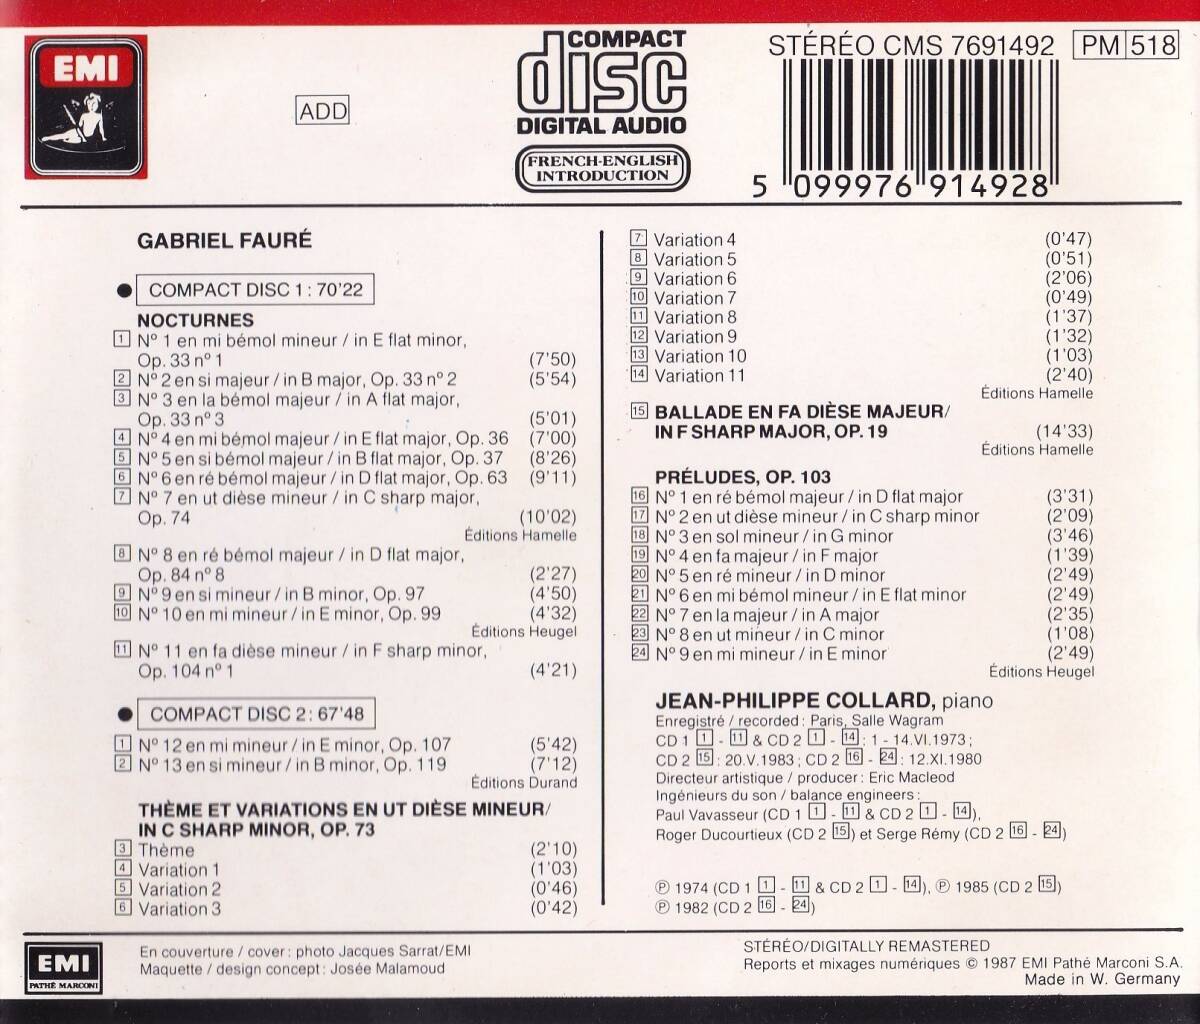 EMI
ADD
COMPACT
disc
DIGITAL AUDIO
FRENCH-ENGLISH
INTRODUCTION
STÉRÉO CMS 7691492 PM 518
5 099976 914928
GABRIEL FAURÉ
COMPACT DISC 1 : 70'22
NOCTURNES
1 Nº 1 en mi bémol mineur / in E flat minor,
Op. 33 nº 1 (7'50)
2 Nº 2 en si majeur / in B major, Op. 33 nº 2 (5'54)
3 Nº 3 en la bémol majeur / in A flat major,
Op. 33 nº 3 (5'01)
4 Nº 4 en mi bémol majeur / in E flat major, Op. 36 (7'00)
5 Nº 5 en si bémol majeur / in B flat major, Op. 37 (8'26)
6 Nº 6 en ré bémol majeur / in D flat major, Op. 63 (9'11)
7 Nº 7 en ut dièse mineur / in C sharp major,
Op. 74 (10'02)
Éditions Hamelle
8 Nº 8 en ré bémol majeur / in D flat major,
Op. 84 nº 8 (2'27)
9 Nº 9 en si mineur / in B minor, Op. 97 (4'50)
10 Nº 10 en mi mineur / in E minor, Op. 99 (4'32)
Éditions Heugel
11 Nº 11 en fa dièse mineur / in F sharp minor,
Op. 104 nº 1 (4'21)
COMPACT DISC 2 : 67'48
1 Nº 12 en mi mineur / in E minor, Op. 107 (5'42)
2 Nº 13 en si mineur / in B minor, Op. 119 (7'12)
Éditions Durand
THÈME ET VARIATIONS EN UT DIÈSE MINEUR/
IN C SHARP MINOR, OP. 73
3 Thème (2'10)
4 Variation 1 (1'03)
5 Variation 2 (0'46)
6 Variation 3 (0'42)
7 Variation 4 (0'47)
8 Variation 5 (0'51)
9 Variation 6 (2'06)
10 Variation 7 (0'49)
11 Variation 8 (1'37)
12 Variation 9 (1'32)
13 Variation 10 (1'03)
14 Variation 11 (2'40)
Éditions Hamelle
15 BALLADE EN FA DIÈSE MAJEUR/
IN F SHARP MAJOR, OP. 19 (14'33)
Éditions Hamelle
PRÉLUDES, OP. 103
16 Nº 1 en ré bémol majeur / in D flat major (3'31)
17 Nº 2 en ut dièse mineur / in C sharp minor (2'09)
18 Nº 3 en sol mineur / in G minor (3'46)
19 Nº 4 en fa majeur / in F major (1'39)
20 Nº 5 en ré mineur / in D minor (2'49)
21 Nº 6 en mi bémol mineur / in E flat minor (2'49)
22 Nº 7 en la majeur / in A major (2'35)
23 Nº 8 en ut mineur / in C minor (1'08)
24 Nº 9 en mi mineur / in E minor (2'49)
Éditions Heugel
JEAN-PHILIPPE COLLARD, piano
Enregistré / recorded : Paris, Salle Wagram
CD 1 1 - 11 & CD 2 1 - 14 : 1 - 14.VI.1973 ;
CD 2 15 : 20.V.1983 ; CD 2 16 - 24 : 12.XI.1980
Directeur artistique / producer : Eric Macleod
Ingénieurs du son / balance engineers :
Paul Vavasseur (CD 1 1 - 11 & CD 2 1 - 14),
Roger Ducourtieux (CD 2 15) et Serge Rémy (CD 2 16 - 24)
℗ 1974 (CD 1 1 - 11 & CD 2 1 - 14), ℗ 1985 (CD 2 15)
℗ 1982 (CD 2 16 - 24)
EMI
PATHÉ MARCONI
En couverture / cover : photo Jacques Sarrat/EMI
Maquette / design concept : Josée Malamoud
STÉRÉO/DIGITALLY REMASTERED
Reports et mixages numériques © 1987 EMI Pathé Marconi S.A.
Made in W. Germany